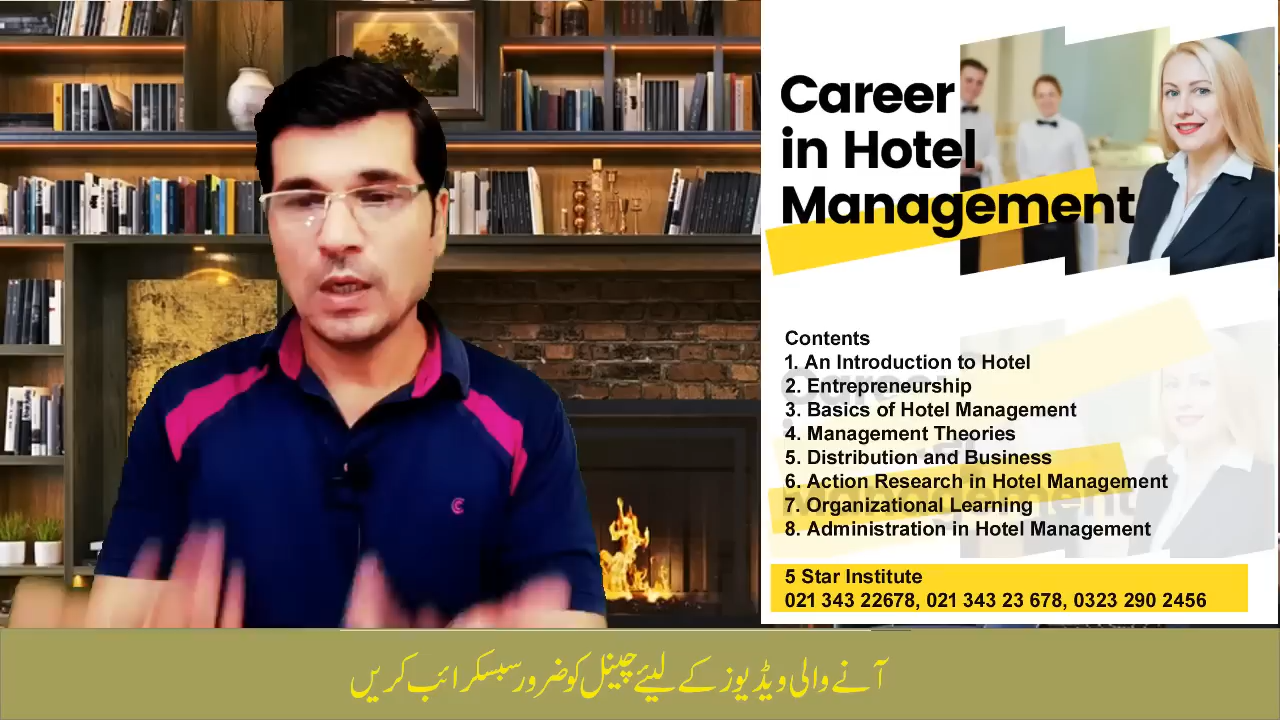 Career
in Hotel
Management
Contents
1. An Introduction to Hotel
2. Entrepreneurship
3. Basics of Hotel Management
4. Management Theories
5. Distribution and Business
6. Action Research in Hotel Management
7. Organizational Learning
8. Administration in Hotel Management
5 Star Institute
021 343 22678, 021 343 23 678, 0323 290 2456
آنے والی ویڈیوز کے لیئے چینل کو ضرور سبسکرائب کریں